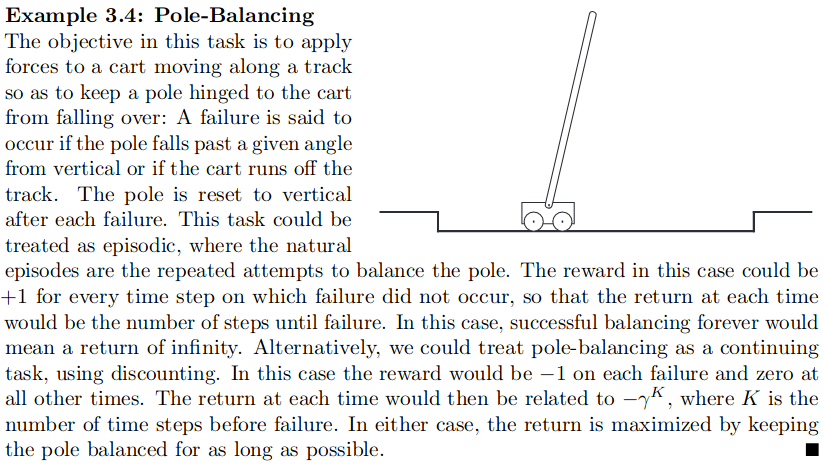 Example 3.4: Pole-Balancing
The objective in this task is to apply
forces to a cart moving along a track
so as to keep a pole hinged to the cart
from falling over: A failure is said to
occur if the pole falls past a given angle
from vertical or if the cart runs off the
track. The pole is reset to vertical
after each failure. This task could be
treated as episodic, where the natural
episodes are the repeated attempts to balance the pole. The reward in this case could be
+1 for every time step on which failure did not occur, so that the return at each time
would be the number of steps until failure. In this case, successful balancing forever would
mean a return of infinity. Alternatively, we could treat pole-balancing as a continuing
task, using discounting. In this case the reward would be −1 on each failure and zero at
all other times. The return at each time would then be related to −γ^K, where K is the
number of time steps before failure. In either case, the return is maximized by keeping
the pole balanced for as long as possible.